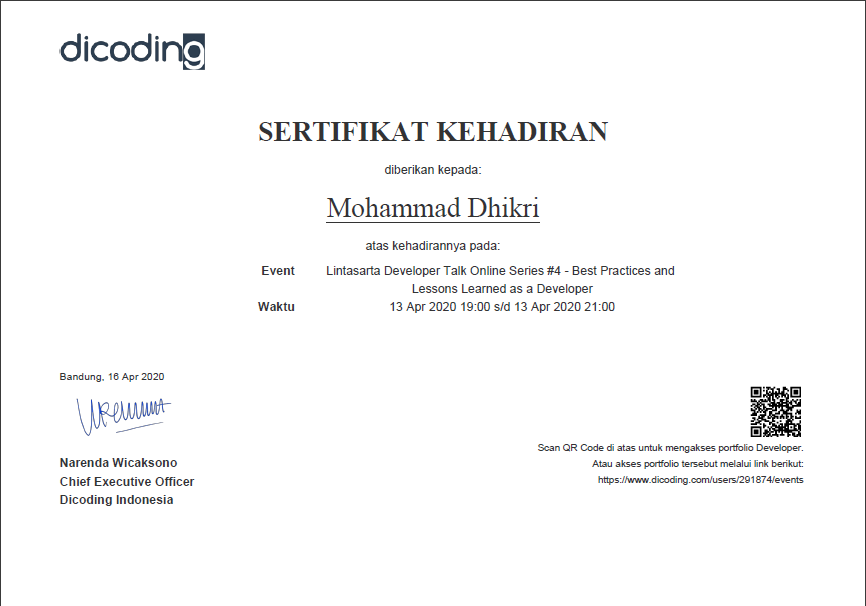 dicoding
SERTIFIKAT KEHADIRAN
diberikan kepada:
Mohammad Dhikri
atas kehadirannya pada:
Event Lintasarta Developer Talk Online Series #4 - Best Practices and
Lessons Learned as a Developer
Waktu 13 Apr 2020 19:00 s/d 13 Apr 2020 21:00
Bandung, 16 Apr 2020
Narenda Wicaksono
Chief Executive Officer
Dicoding Indonesia
Scan QR Code di atas untuk mengakses portfolio Developer.
Atau akses portfolio tersebut melalui link berikut:
https://www.dicoding.com/users/291874/events